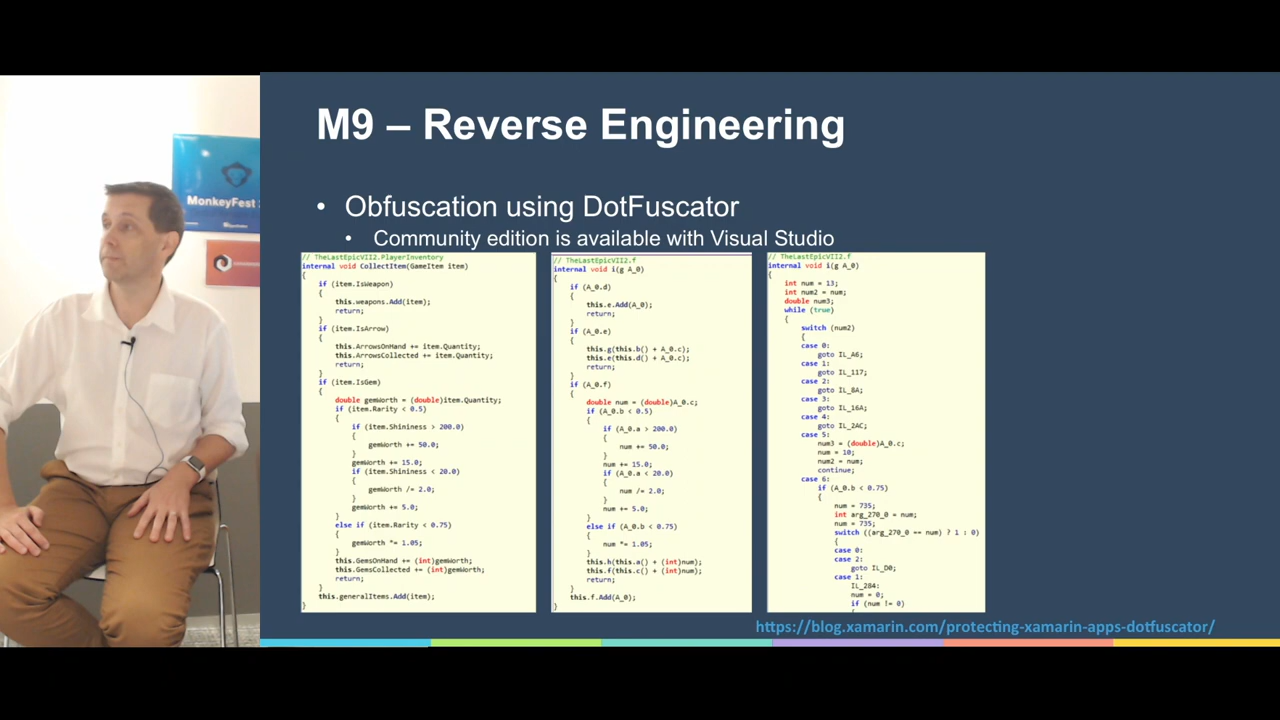 MonkeyFest
M9 – Reverse Engineering
• Obfuscation using DotFuscator
• Community edition is available with Visual Studio
// TheLastEpicVII2.PlayerInventory
internal void CollectItem(GameItem item)
{
if (item.IsWeapon)
{
this.weapons.Add(item);
return;
}
if (item.IsArrow)
{
this.ArrowsOnHand += item.Quantity;
this.ArrowsCollected += item.Quantity;
return;
}
if (item.IsGem)
{
double gemWorth = (double)item.Quantity;
if (item.Rarity < 0.5)
{
if (item.Shininess > 200.0)
{
gemWorth += 50.0;
}
gemWorth += 15.0;
if (item.Shininess < 20.0)
{
gemWorth /= 2.0;
}
gemWorth += 5.0;
}
else if (item.Rarity < 0.75)
{
gemWorth *= 1.05;
}
this.GemsOnHand += (int)gemWorth;
this.GemsCollected += (int)gemWorth;
return;
}
this.generalItems.Add(item);
}
// TheLastEpicVII2.f
internal void i(g A_0)
{
if (A_0.d)
{
this.e.Add(A_0);
return;
}
if (A_0.e)
{
this.g(this.b() + A_0.c);
this.e(this.d() + A_0.c);
return;
}
if (A_0.f)
{
double num = (double)A_0.c;
if (A_0.b < 0.5)
{
if (A_0.a > 200.0)
{
num += 50.0;
}
num += 15.0;
if (A_0.a < 20.0)
{
num /= 2.0;
}
num += 5.0;
}
else if (A_0.b < 0.75)
{
num *= 1.05;
}
this.h(this.a() + (int)num);
this.f(this.c() + (int)num);
return;
}
this.f.Add(A_0);
}
// TheLastEpicVII2.f
internal void i(g A_0)
{
int num = 13;
int num2 = num;
double num3;
while (true)
{
switch (num2)
{
case 0:
goto IL_A6;
case 1:
goto IL_117;
case 2:
goto IL_8A;
case 3:
goto IL_16A;
case 4:
goto IL_2AC;
case 5:
num3 = (double)A_0.c;
num = 10;
num2 = num;
continue;
case 6:
if (A_0.b < 0.75)
{
num = 735;
int arg_270_0 = num;
num = 735;
switch ((arg_270_0 == num) ? 1 : 0)
{
case 0:
case 2:
goto IL_D0;
case 1:
IL_284:
num = 0;
if (num != 0)
https://blog.xamarin.com/protecting-xamarin-apps-dotfuscator/